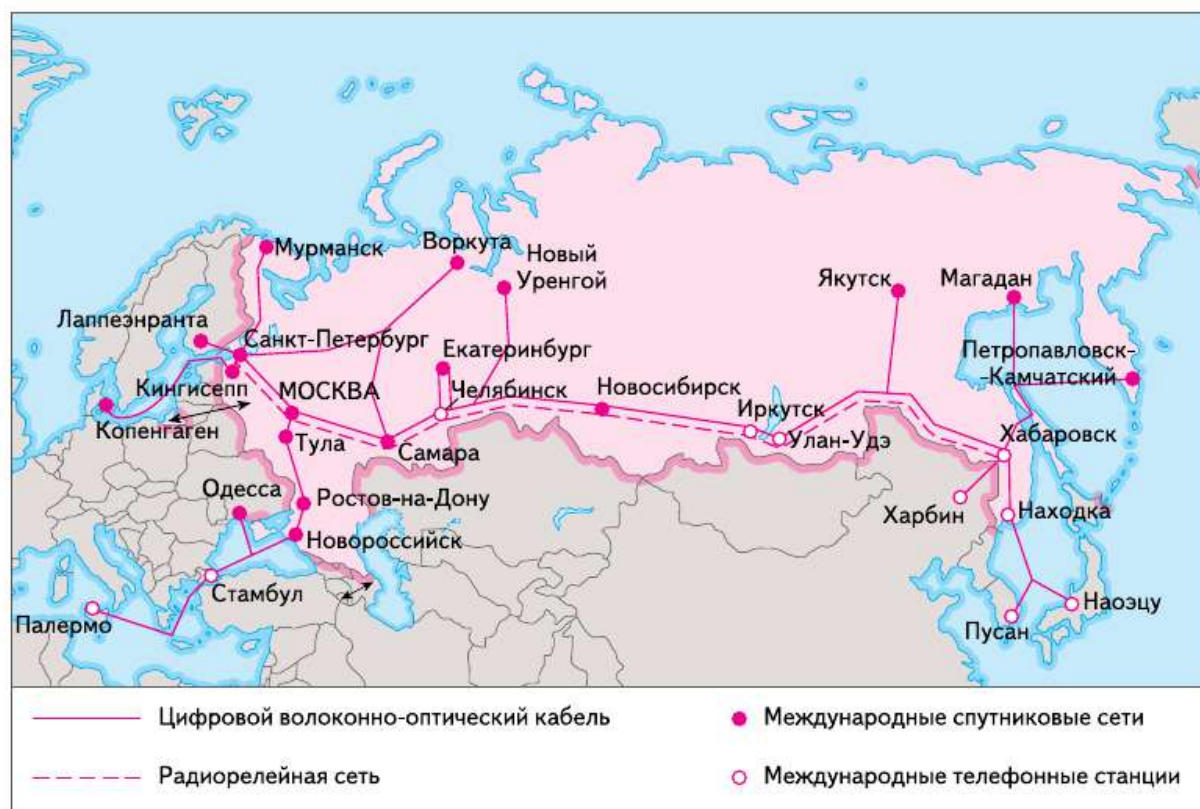 Мурманск
Воркута
Новый
Уренгой
Якутск
Магадан
Лаппеэнранта
Санкт-Петербург
Екатеринбург
Петропавловск-
-Камчатский
Кингисепп
МОСКВА
Челябинск
Новосибирск
Иркутск
Копенгаген
Тула
Самара
Улан-Удэ
Хабаровск
Одесса
Ростов-на-Дону
Харбин
Находка
Новороссийск
Стамбул
Палермо
Пусан
Наоэцу
Цифровой волоконно-оптический кабель
Международные спутниковые сети
Радиорелейная сеть
Международные телефонные станции